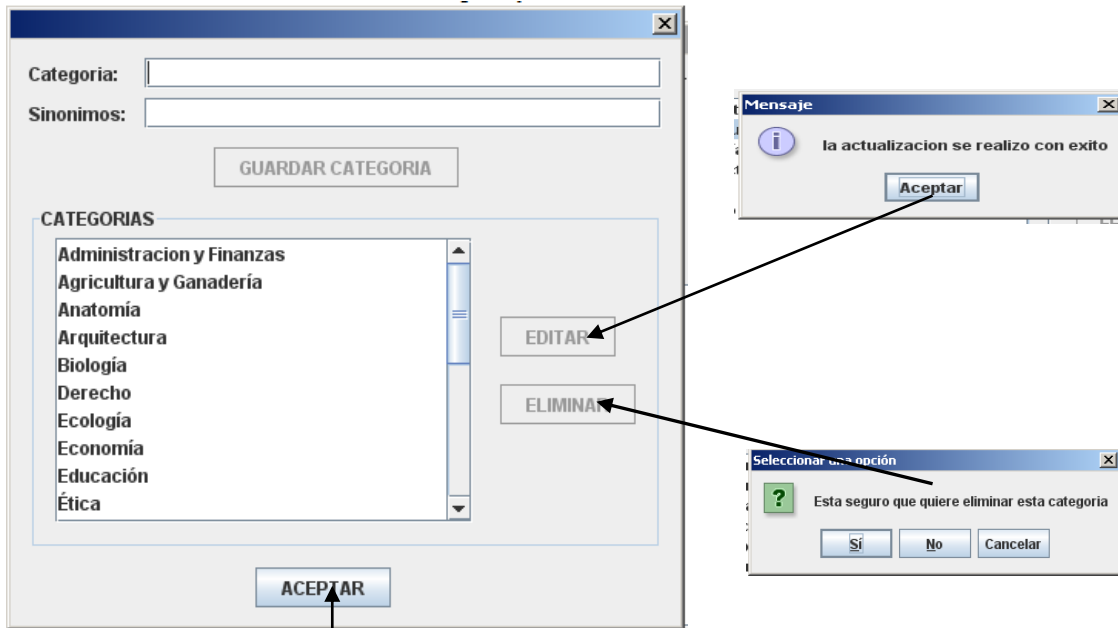 Categoria:
Sinonimos:
GUARDAR CATEGORIA
CATEGORIAS
Administracion y Finanzas
Agricultura y Ganadería
Anatomía
Arquitectura
Biología
Derecho
Ecología
Economía
Educación
Ética
EDITAR
ELIMINAR
ACEPTAR
Mensaje
la actualizacion se realizo con exito
Aceptar
Seleccionar una opción
Esta seguro que quiere eliminar esta categoria
Sí
No
Cancelar